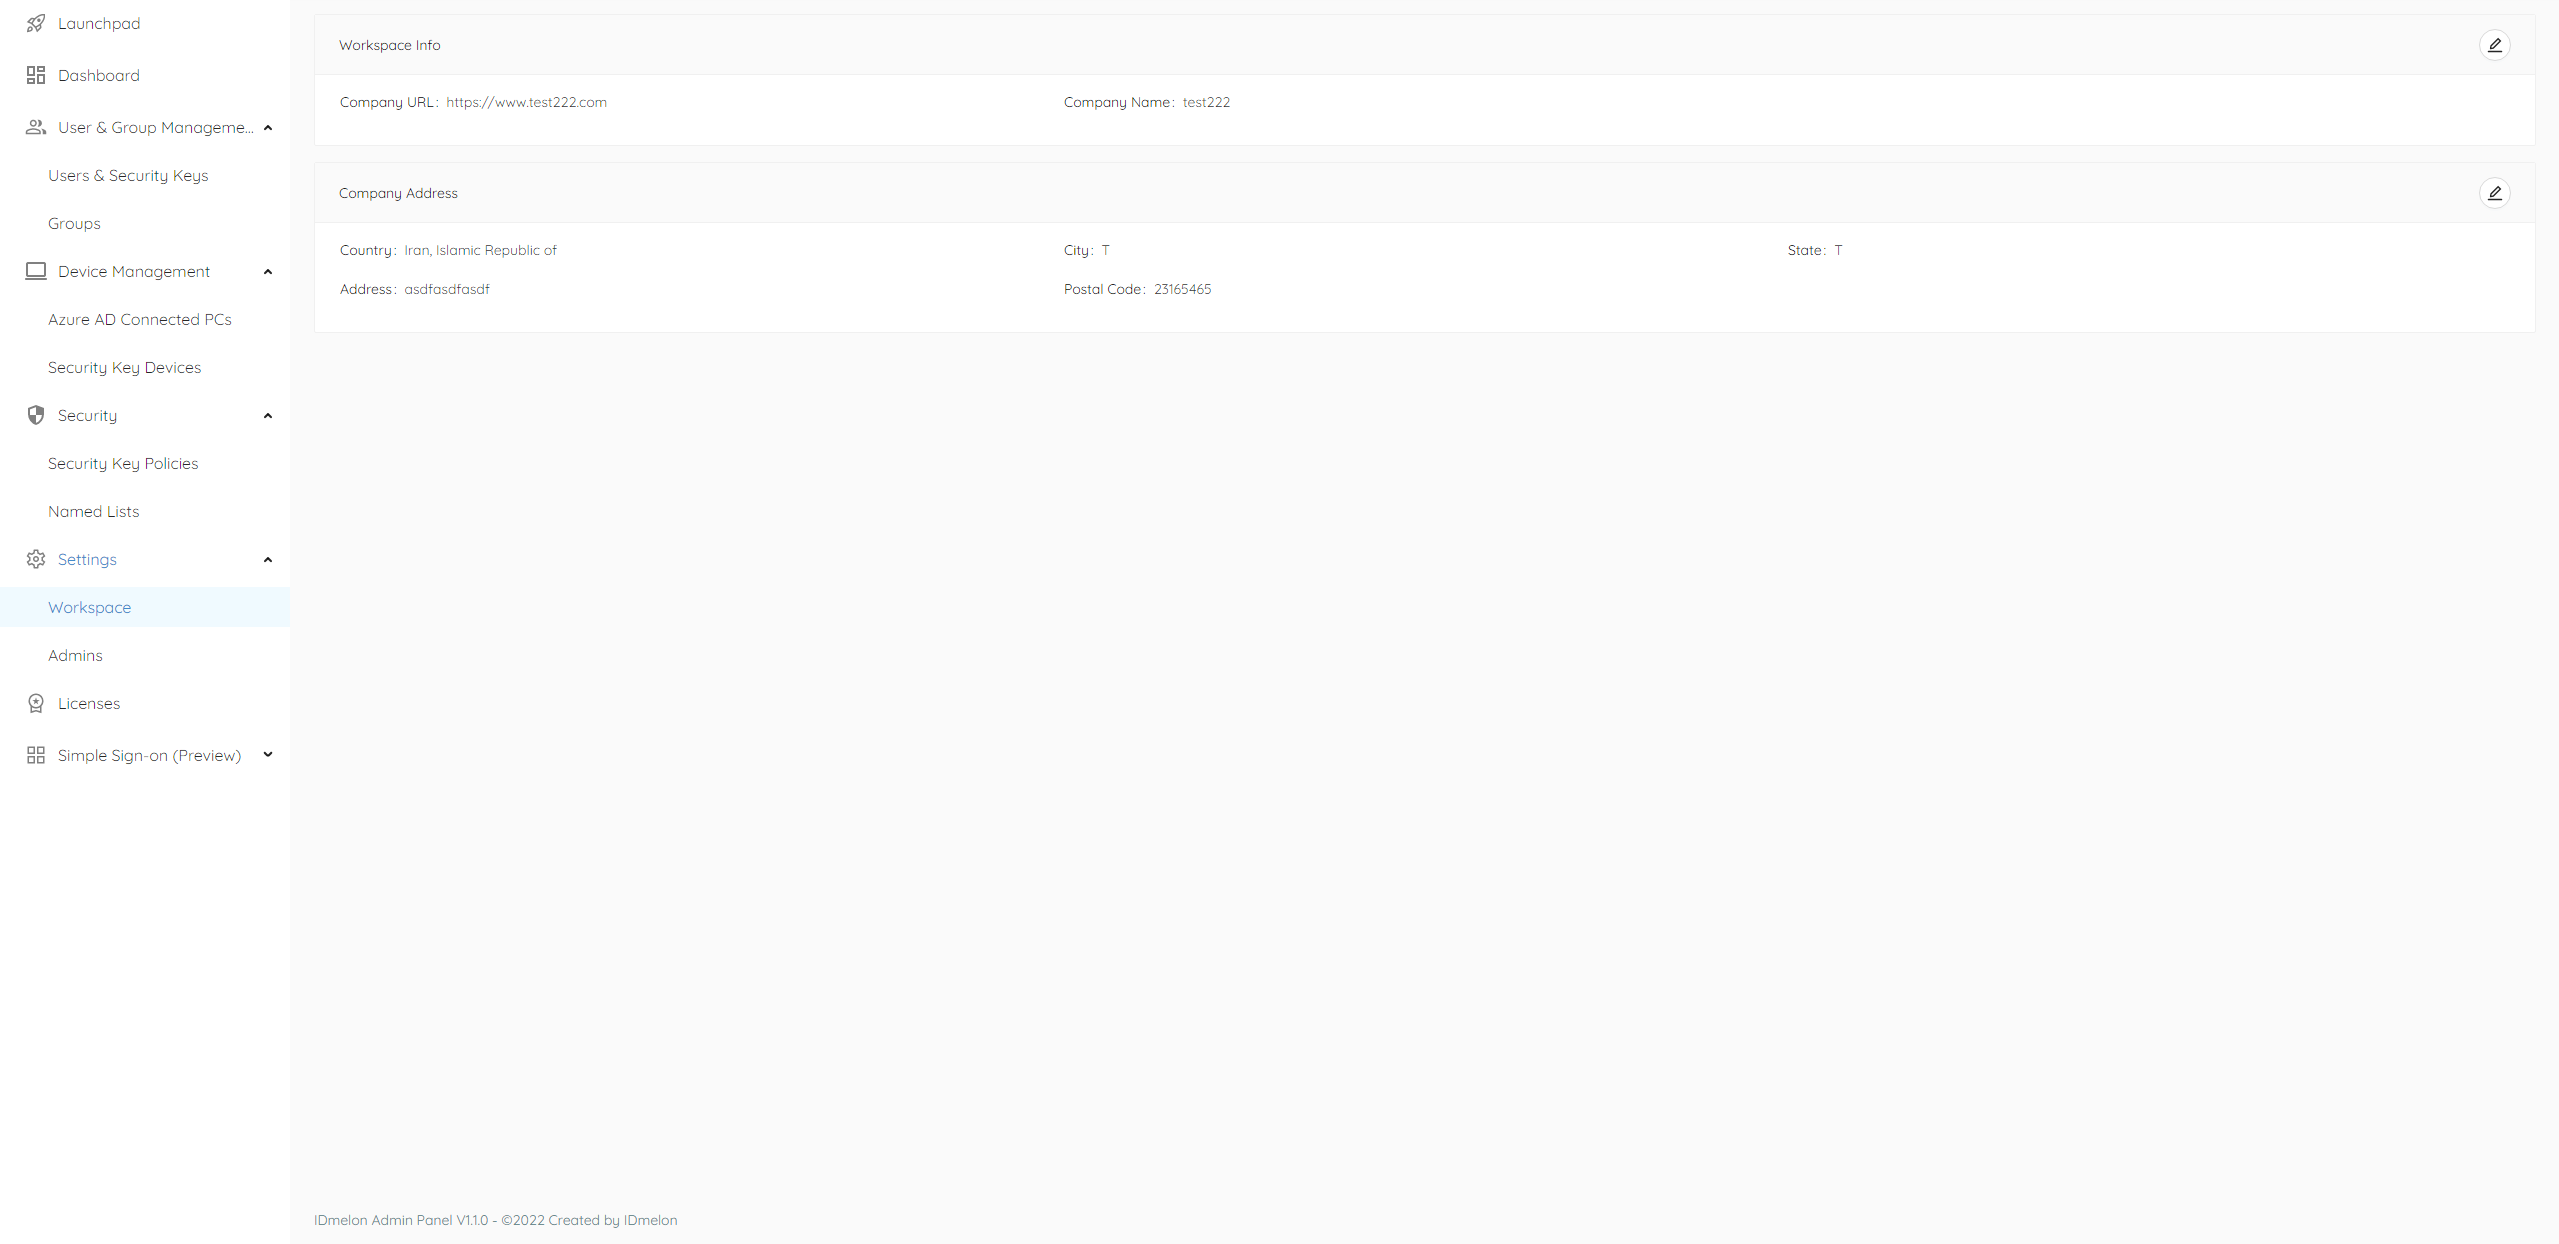 Launchpad
Dashboard
User & Group Manageme...
Users & Security Keys
Groups
Device Management
Azure AD Connected PCs
Security Key Devices
Security
Security Key Policies
Named Lists
Settings
Workspace
Admins
Licenses
Simple Sign-on (Preview)
Workspace Info
Company URL: https://www.test222.com
Company Name: test222
Company Address
Country: Iran, Islamic Republic of
City: T
State: T
Address: asdfasdfasdf
Postal Code: 23165465
IDmelon Admin Panel V1.1.0 - ©2022 Created by IDmelon